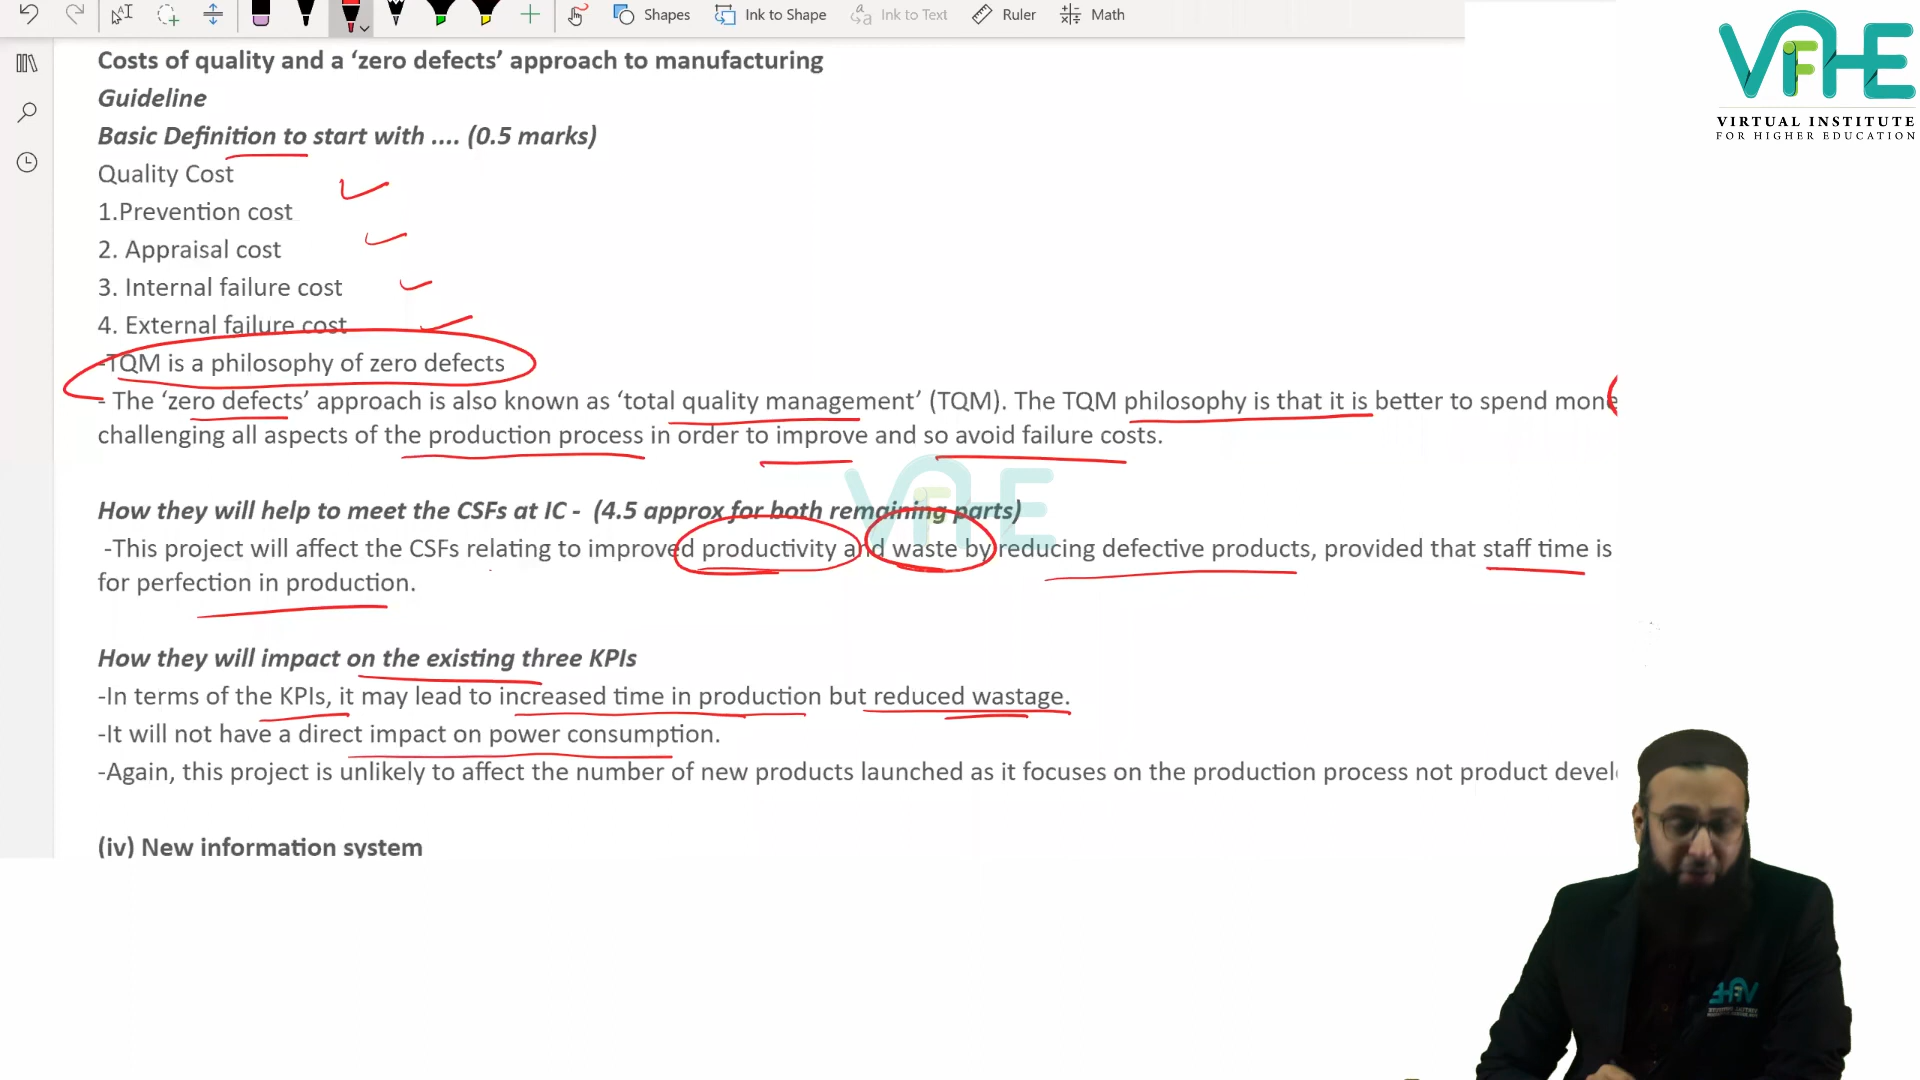 Shapes Ink to Shape Ink to Text Ruler Math
VIFHE
VIRTUAL INSTITUTE
FOR HIGHER EDUCATION
Costs of quality and a ‘zero defects’ approach to manufacturing
Guideline
Basic Definition to start with .... (0.5 marks)
Quality Cost
1.Prevention cost
2. Appraisal cost
3. Internal failure cost
4. External failure cost
-TQM is a philosophy of zero defects
- The ‘zero defects’ approach is also known as ‘total quality management’ (TQM). The TQM philosophy is that it is better to spend mone
challenging all aspects of the production process in order to improve and so avoid failure costs.
How they will help to meet the CSFs at IC - (4.5 approx for both remaining parts)
-This project will affect the CSFs relating to improved productivity and waste by reducing defective products, provided that staff time is
for perfection in production.
How they will impact on the existing three KPIs
-In terms of the KPIs, it may lead to increased time in production but reduced wastage.
-It will not have a direct impact on power consumption.
-Again, this project is unlikely to affect the number of new products launched as it focuses on the production process not product devel
(iv) New information system